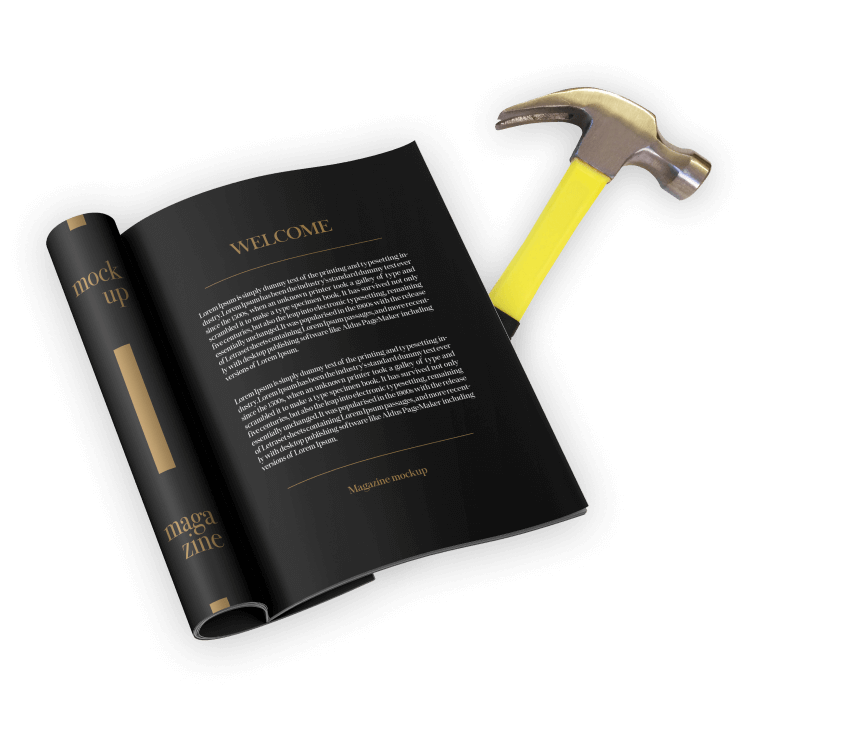 mock
up
maga
zine
WELCOME
Lorem Ipsum is simply dummy text of the printing and typesetting in-
dustry. Lorem Ipsum has been the industry's standard dummy text ever
since the 1500s, when an unknown printer took a galley of type and
scrambled it to make a type specimen book. It has survived not only
five centuries, but also the leap into electronic typesetting, remaining
essentially unchanged. It was popularised in the 1960s with the release
of Letraset sheets containing Lorem Ipsum passages, and more recent-
ly with desktop publishing software like Aldus PageMaker including
versions of Lorem Ipsum.
Lorem Ipsum is simply dummy text of the printing and typesetting in-
dustry. Lorem Ipsum has been the industry's standard dummy text ever
since the 1500s, when an unknown printer took a galley of type and
scrambled it to make a type specimen book. It has survived not only
five centuries, but also the leap into electronic typesetting, remaining
essentially unchanged. It was popularised in the 1960s with the release
of Letraset sheets containing Lorem Ipsum passages, and more recent-
ly with desktop publishing software like Aldus PageMaker including
versions of Lorem Ipsum.
Magazine mockup